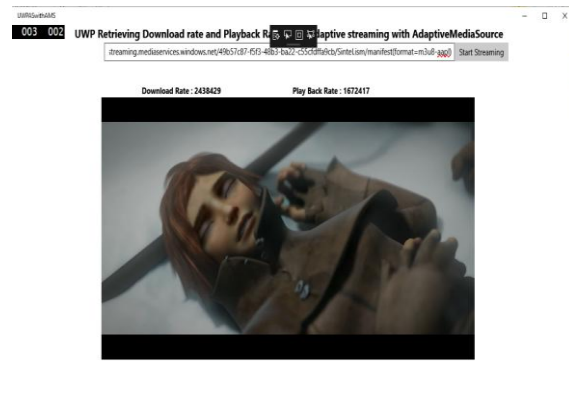 UWPASwithAMS
003 002
UWP Retrieving Download rate and Playback Ra daptive streaming with AdaptiveMediaSource
:treaming.mediaservices.windows.net/49b57c87-f5f3-48b3-ba22-c55cfdffa9cb/Sintel.ism/manifest(format=m3u8-aapl)
Start Streaming
Download Rate : 2438429 Play Back Rate : 1672417